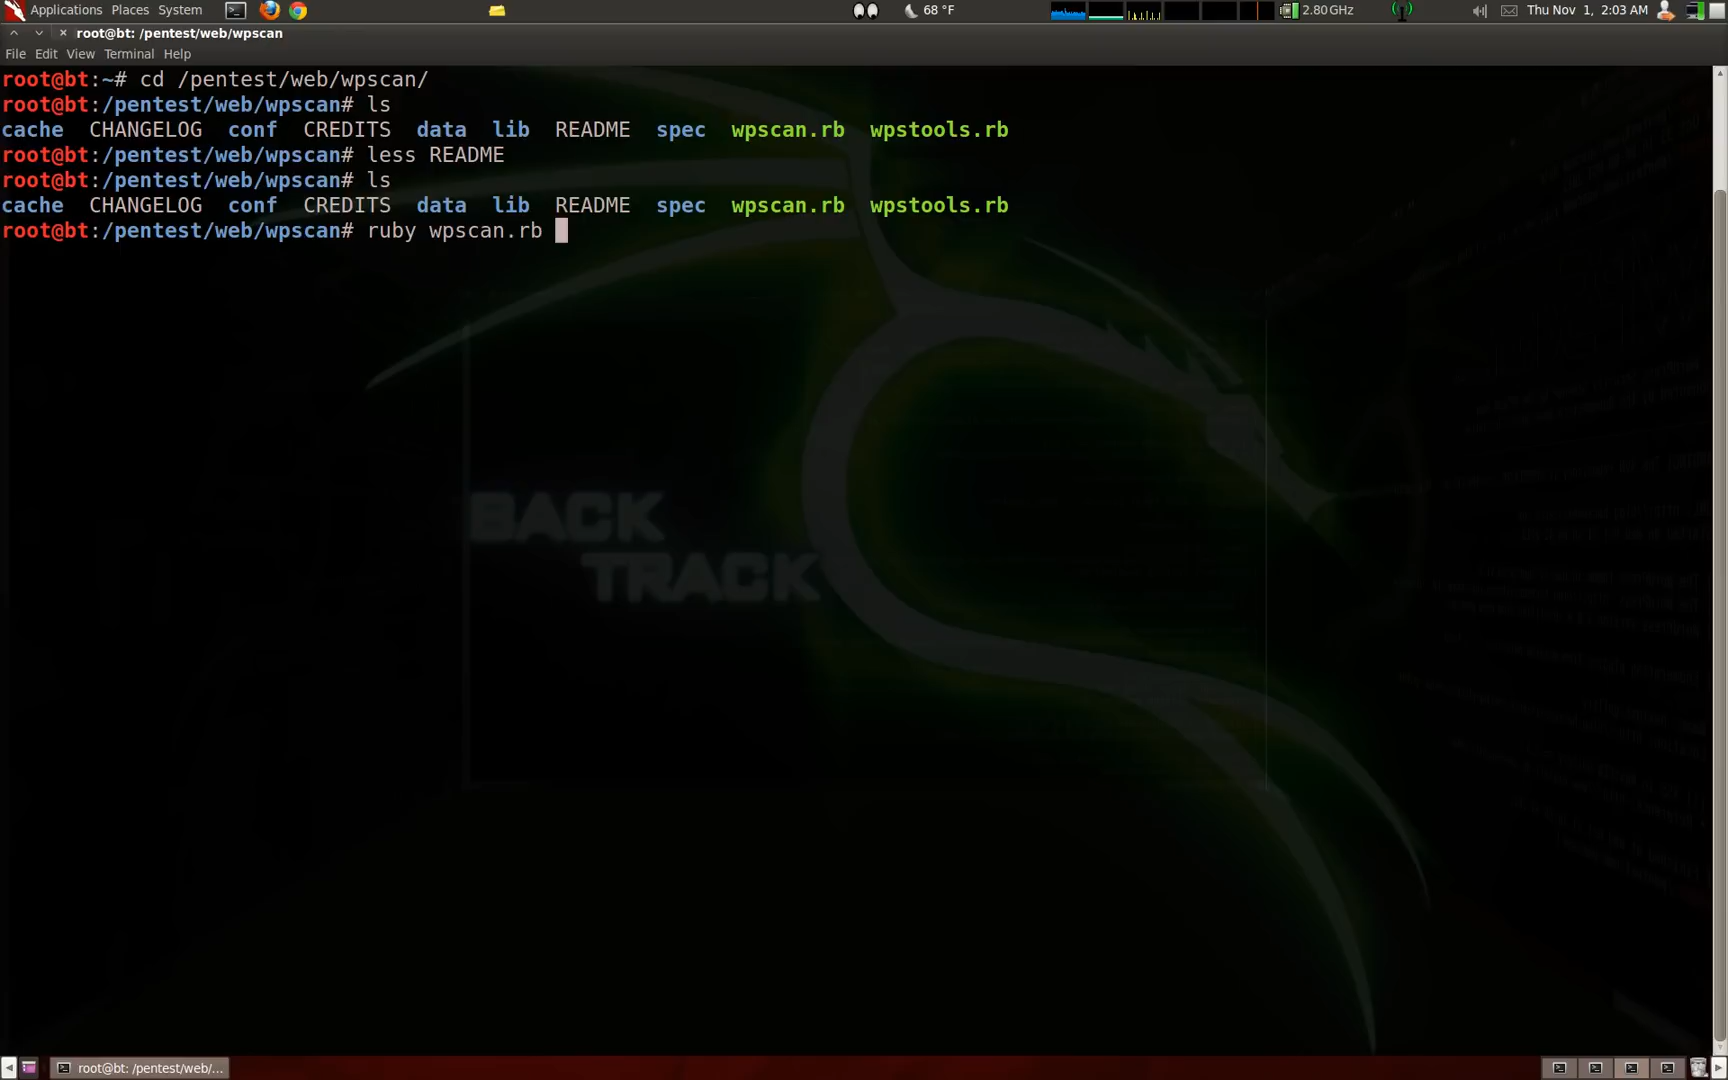 Applications Places System 68 °F 2.80GHz Thu Nov 1, 2:03 AM
root@bt: /pentest/web/wpscan
File Edit View Terminal Help
root@bt:~# cd /pentest/web/wpscan/
root@bt:/pentest/web/wpscan# ls
cache CHANGELOG conf CREDITS data lib README spec wpscan.rb wpstools.rb
root@bt:/pentest/web/wpscan# less README
root@bt:/pentest/web/wpscan# ls
cache CHANGELOG conf CREDITS data lib README spec wpscan.rb wpstools.rb
root@bt:/pentest/web/wpscan# ruby wpscan.rb
BACK
TRACK
root@bt: /pentest/web/...